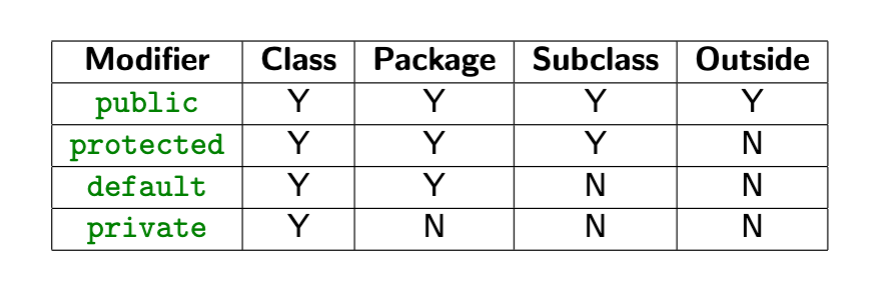 Modifier Class Package Subclass Outside
public Y Y Y Y
protected Y Y Y N
default Y Y N N
private Y N N N